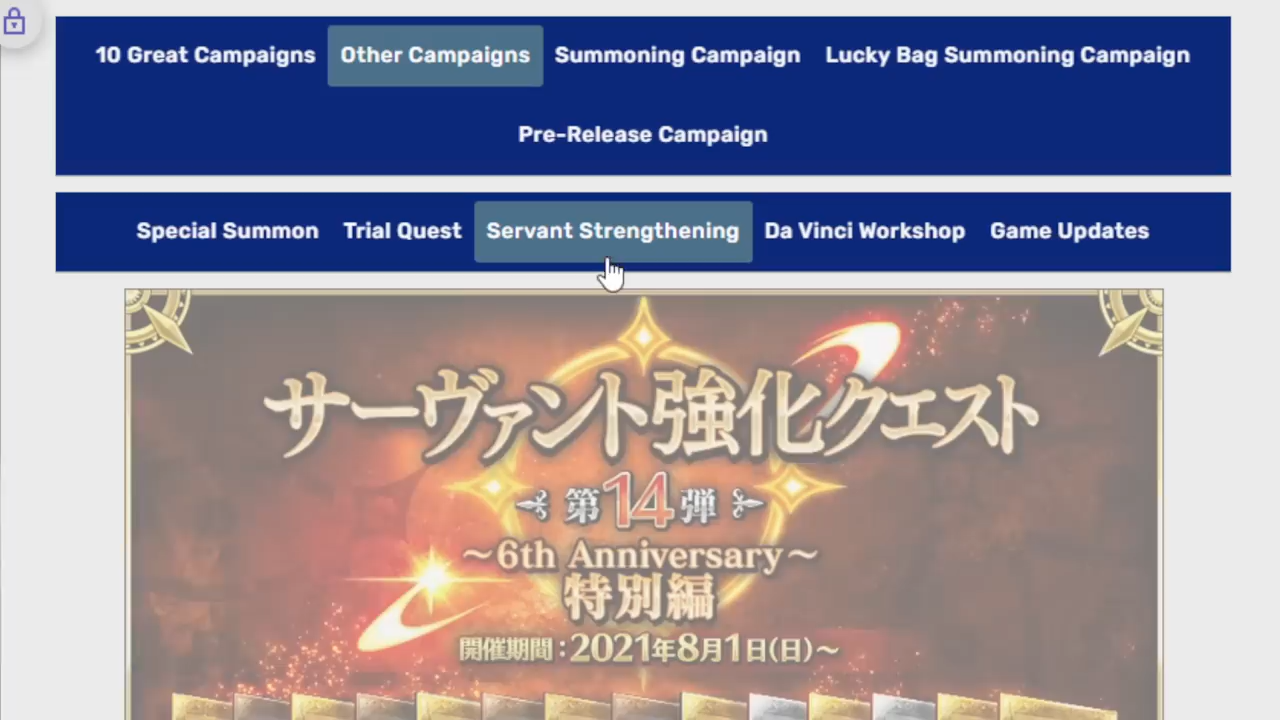 10 Great Campaigns Other Campaigns Summoning Campaign Lucky Bag Summoning Campaign
Pre-Release Campaign
Special Summon Trial Quest Servant Strengthening Da Vinci Workshop Game Updates
サーヴァント強化クエスト
第14弾
～6th Anniversary～
特別編
開催期間：2021年8月1日(日)～